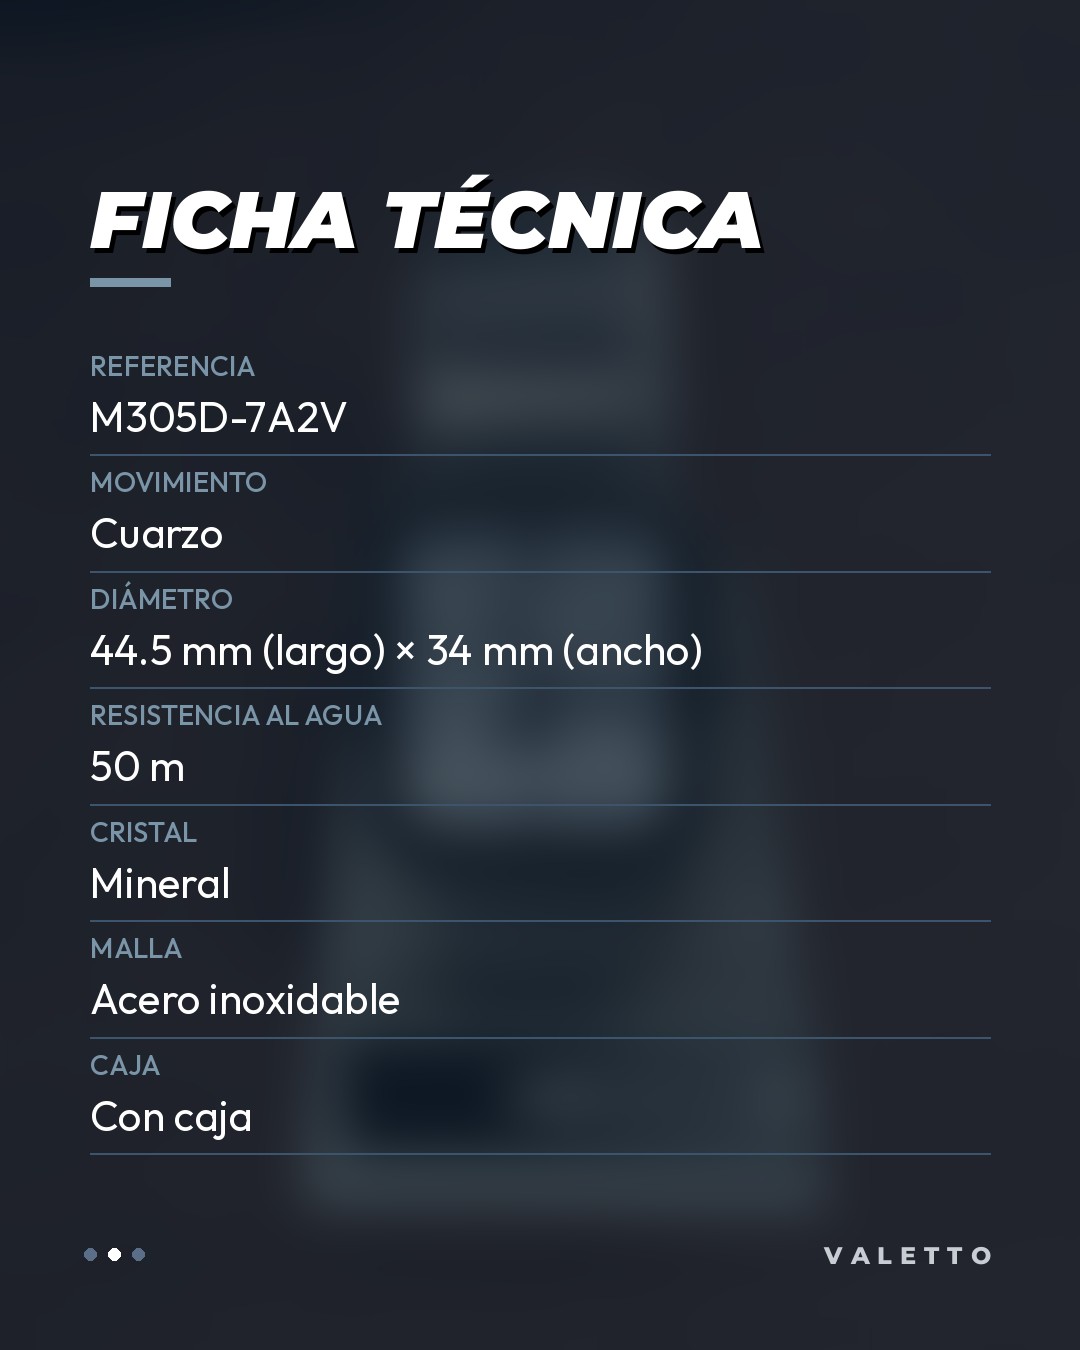 FICHA TÉCNICA
REFERENCIA
M305D-7A2V
MOVIMIENTO
Cuarzo
DIÁMETRO
44.5 mm (largo) × 34 mm (ancho)
RESISTENCIA AL AGUA
50 m
CRISTAL
Mineral
MALLA
Acero inoxidable
CAJA
Con caja
VALETTO